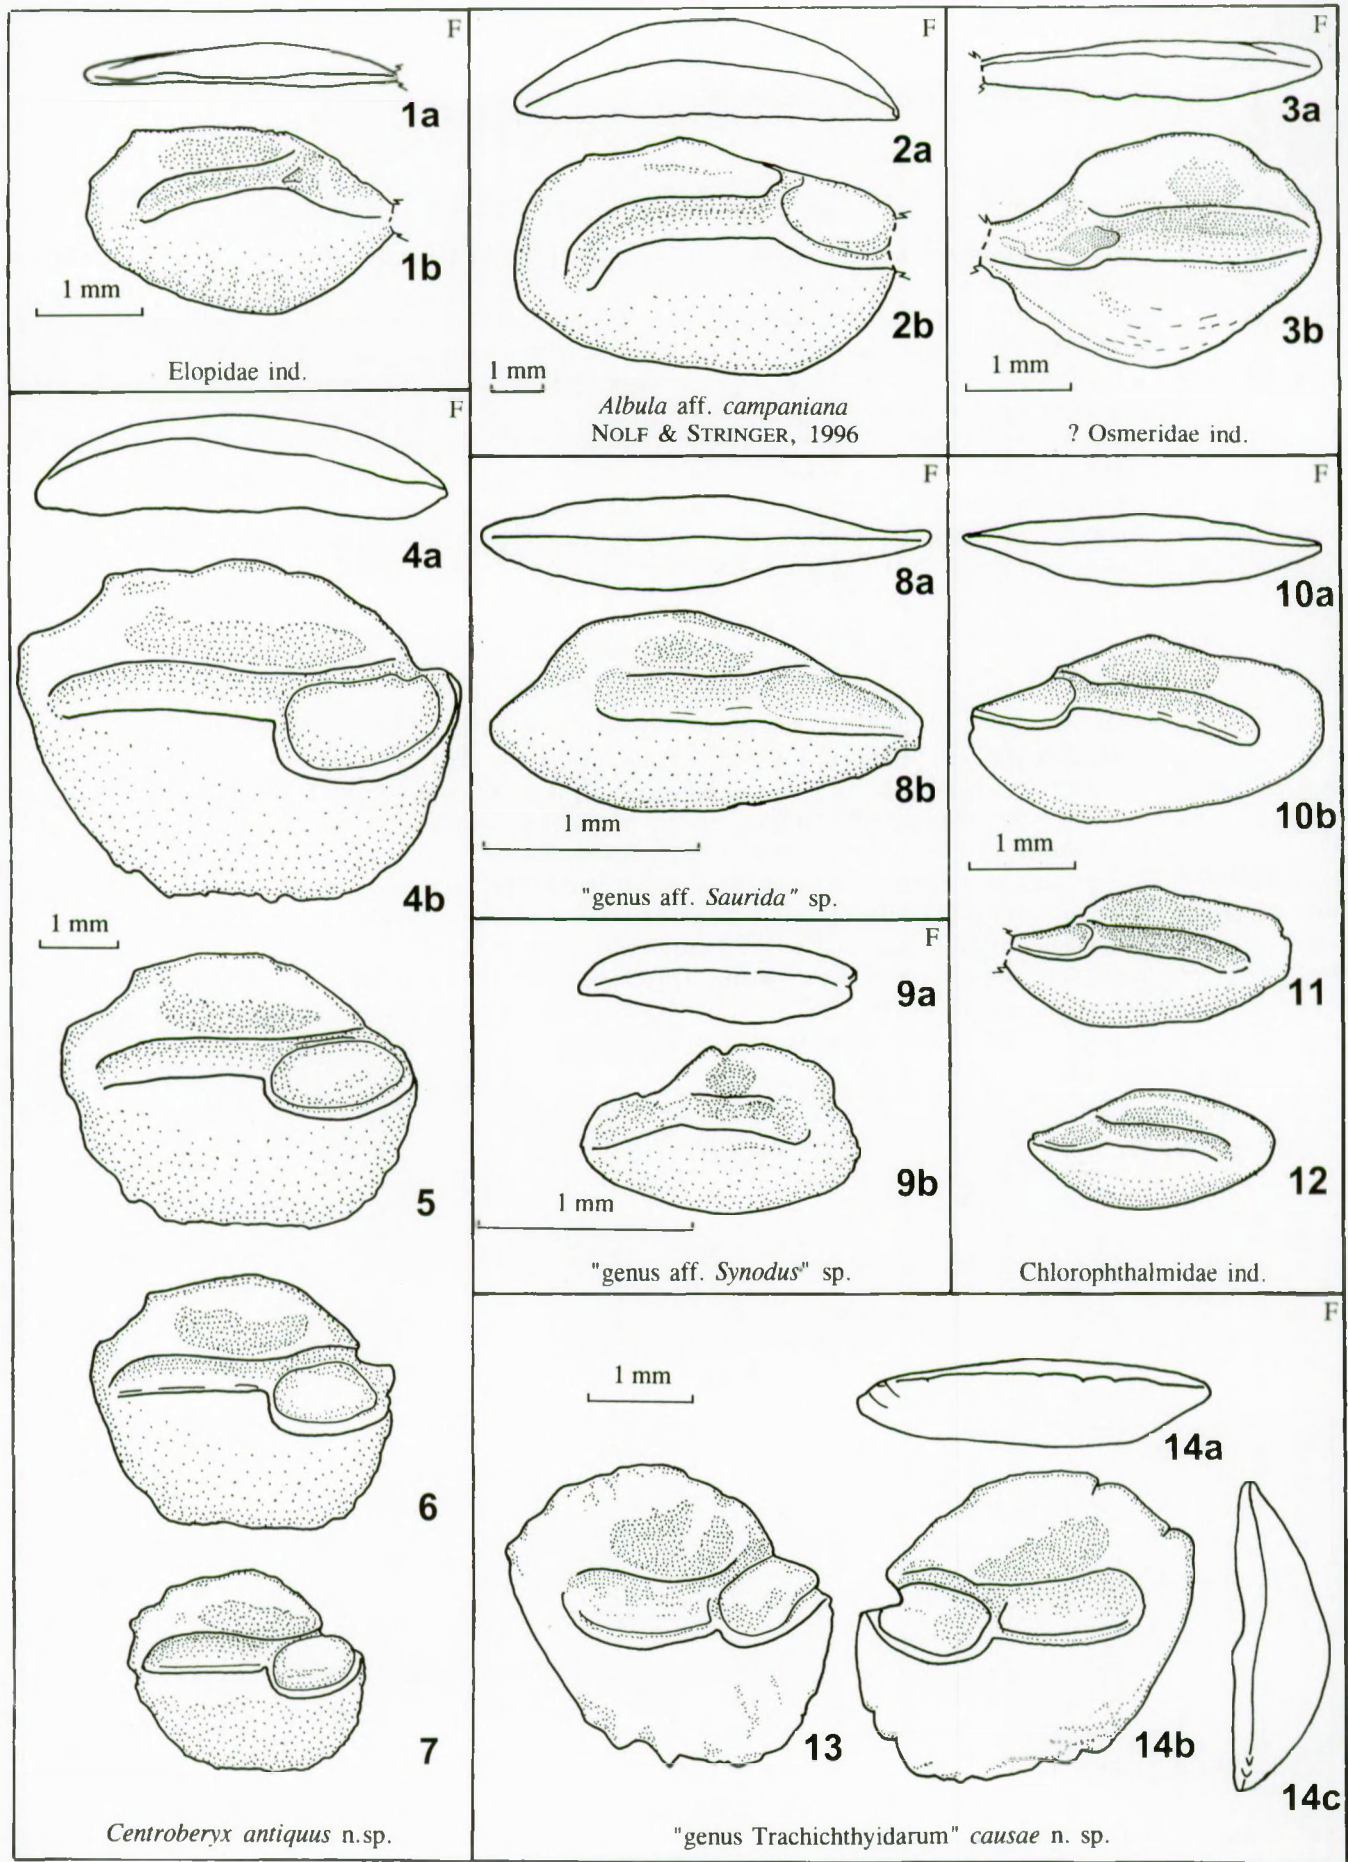 F
1a
1b
1 mm
Elopidae ind.
F
2a
2b
1 mm
Albula aff. campaniana
NOLF & STRINGER, 1996
F
3a
3b
1 mm
? Osmeridae ind.
F
4a
4b
1 mm
5
6
7
Centroberyx antiquus n.sp.
F
8a
8b
1 mm
"genus aff. Saurida" sp.
F
9a
9b
1 mm
"genus aff. Synodus" sp.
F
10a
10b
1 mm
11
12
Chlorophthalmidae ind.
F
1 mm
14a
13
14b
14c
"genus Trachichthyidarum" causae n. sp.